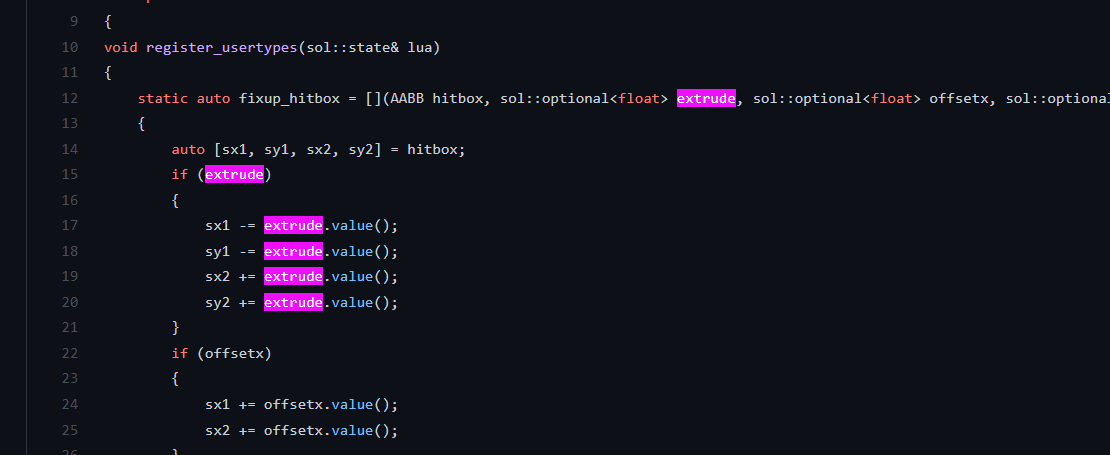 9 {
10 void register_usertypes(sol::state& lua)
11 {
12 static auto fixup_hitbox = [](AABB hitbox, sol::optional<float> extrude, sol::optional<float> offsetx, sol::optional
13 {
14 auto [sx1, sy1, sx2, sy2] = hitbox;
15 if (extrude)
16 {
17 sx1 -= extrude.value();
18 sy1 -= extrude.value();
19 sx2 += extrude.value();
20 sy2 += extrude.value();
21 }
22 if (offsetx)
23 {
24 sx1 += offsetx.value();
25 sx2 += offsetx.value();
26 }